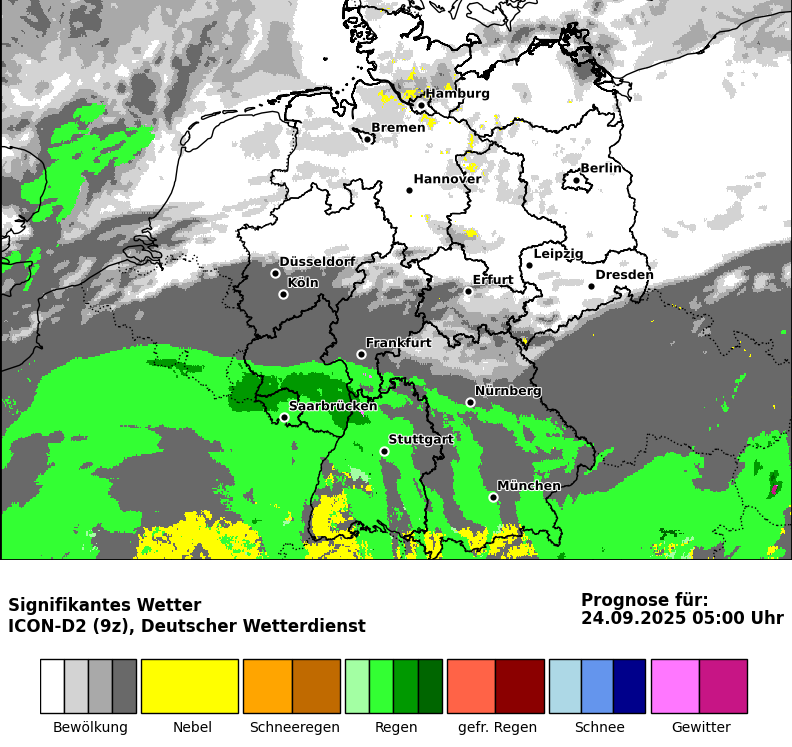 Hamburg
Bremen
Berlin
Hannover
Leipzig
Düsseldorf
Dresden
Köln
Erfurt
Frankfurt
Nürnberg
Saarbrücken
Stuttgart
München
Signifikantes Wetter
ICON-D2 (9z), Deutscher Wetterdienst
Prognose für:
24.09.2025 05:00 Uhr
Bewölkung Nebel Schneeregen Regen gefr. Regen Schnee Gewitter